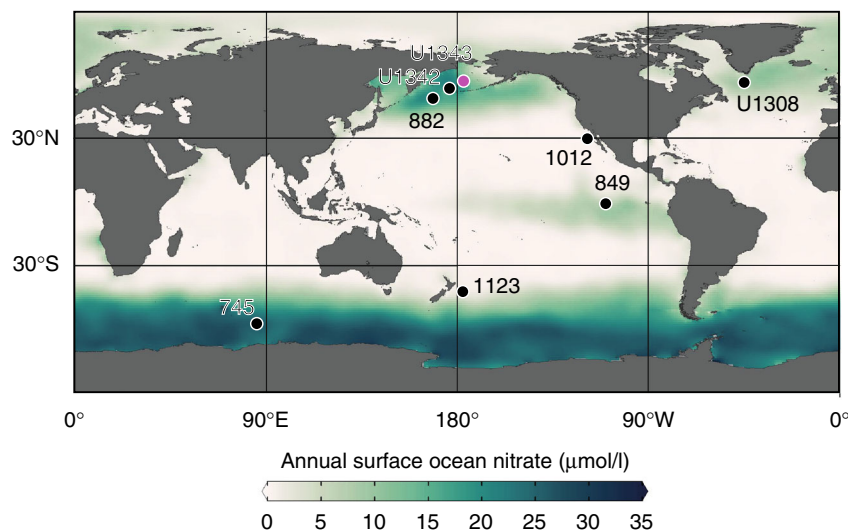 U1343
U1342
882
U1308
30°N
1012
849
30°S
1123
745
0° 90°E 180° 90°W 0°
Annual surface ocean nitrate (μmol/l)
0 5 10 15 20 25 30 35